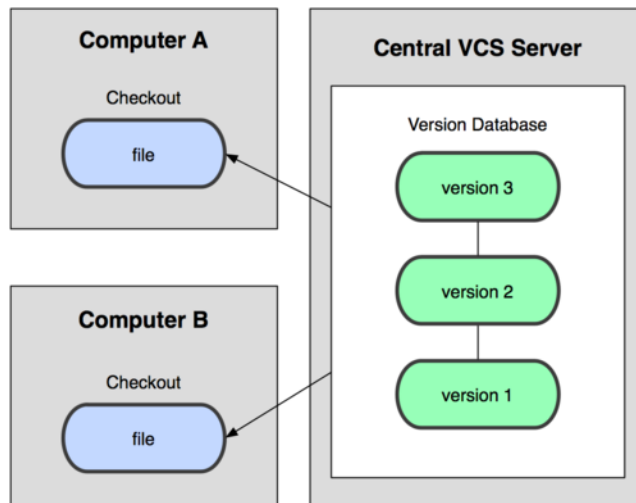 Computer A
Checkout
file
Computer B
Checkout
file
Central VCS Server
Version Database
version 3
version 2
version 1